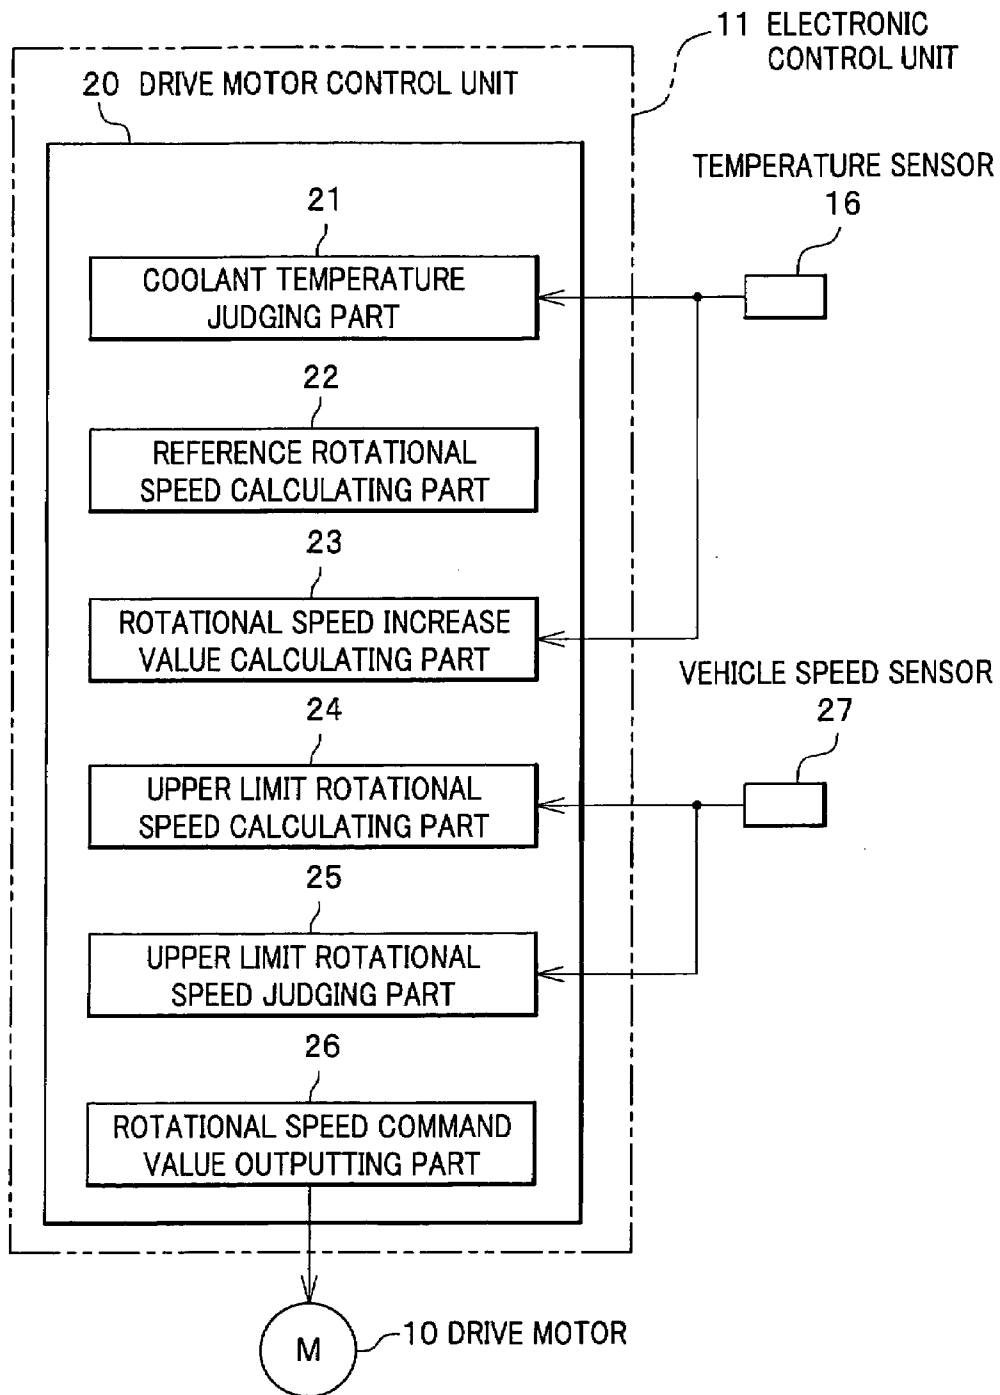 11 ELECTRONIC
CONTROL UNIT
20 DRIVE MOTOR CONTROL UNIT
TEMPERATURE SENSOR
16
21
COOLANT TEMPERATURE
JUDGING PART
22
REFERENCE ROTATIONAL
SPEED CALCULATING PART
23
ROTATIONAL SPEED INCREASE
VALUE CALCULATING PART
VEHICLE SPEED SENSOR
27
24
UPPER LIMIT ROTATIONAL
SPEED CALCULATING PART
25
UPPER LIMIT ROTATIONAL
SPEED JUDGING PART
26
ROTATIONAL SPEED COMMAND
VALUE OUTPUTTING PART
M
10 DRIVE MOTOR